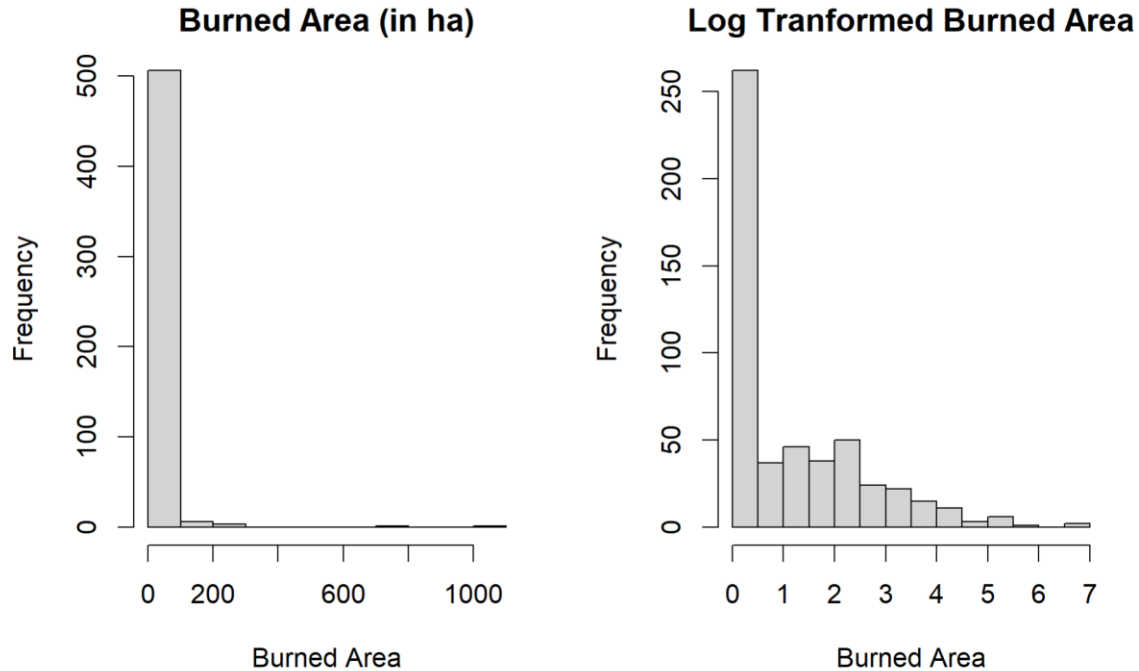 Burned Area (in ha)
Frequency
500
400
300
200
100
0
0 200 600 1000
Burned Area
Log Tranformed Burned Area
Frequency
250
200
150
100
50
0
0 1 2 3 4 5 6 7
Burned Area